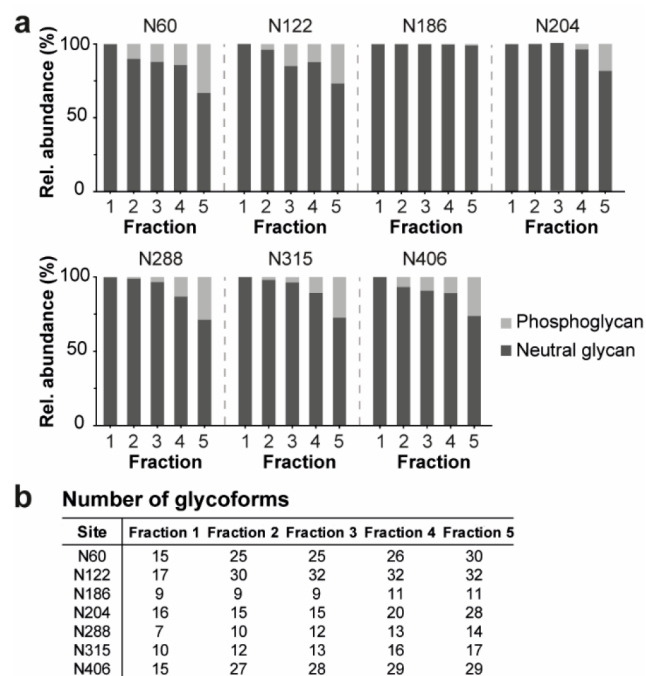 a
N60 N122 N186 N204
Rel. abundance (%)
100
50
0
1 2 3 4 5 1 2 3 4 5 1 2 3 4 5 1 2 3 4 5
Fraction Fraction Fraction Fraction
N288 N315 N406
Rel. abundance (%)
100
50
0
1 2 3 4 5 1 2 3 4 5 1 2 3 4 5
Fraction Fraction Fraction
Phosphoglycan
Neutral glycan
b Number of glycoforms
Site Fraction 1 Fraction 2 Fraction 3 Fraction 4 Fraction 5
N60 15 25 25 26 30
N122 17 30 32 32 32
N186 9 9 9 11 11
N204 16 15 15 20 28
N288 7 10 12 13 14
N315 10 12 13 16 17
N406 15 27 28 29 29